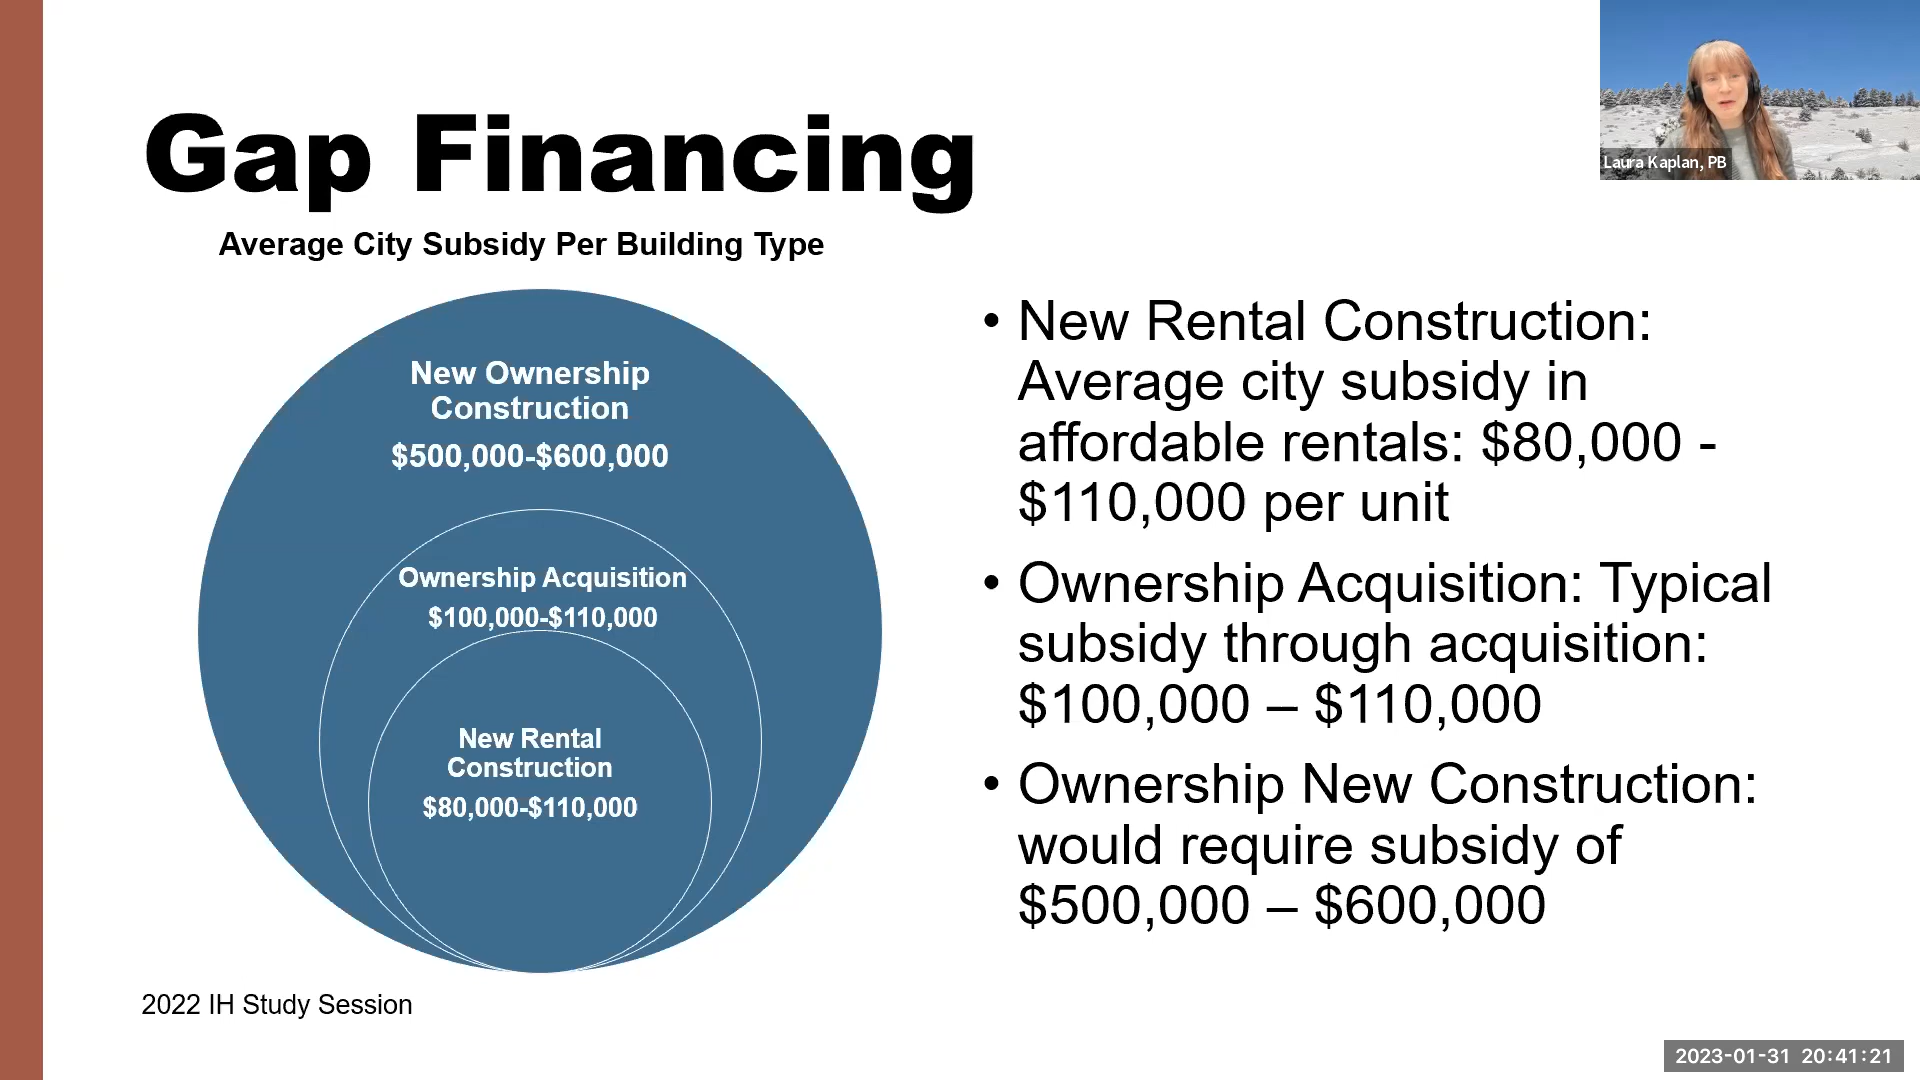 Gap Financing
Average City Subsidy Per Building Type
New Ownership
Construction
$500,000-$600,000
Ownership Acquisition
$100,000-$110,000
New Rental
Construction
$80,000-$110,000
• New Rental Construction:
Average city subsidy in
affordable rentals: $80,000 -
$110,000 per unit
• Ownership Acquisition: Typical
subsidy through acquisition:
$100,000 – $110,000
• Ownership New Construction:
would require subsidy of
$500,000 – $600,000
2022 IH Study Session
Laura Kaplan, PB
2023-01-31 20:41:21